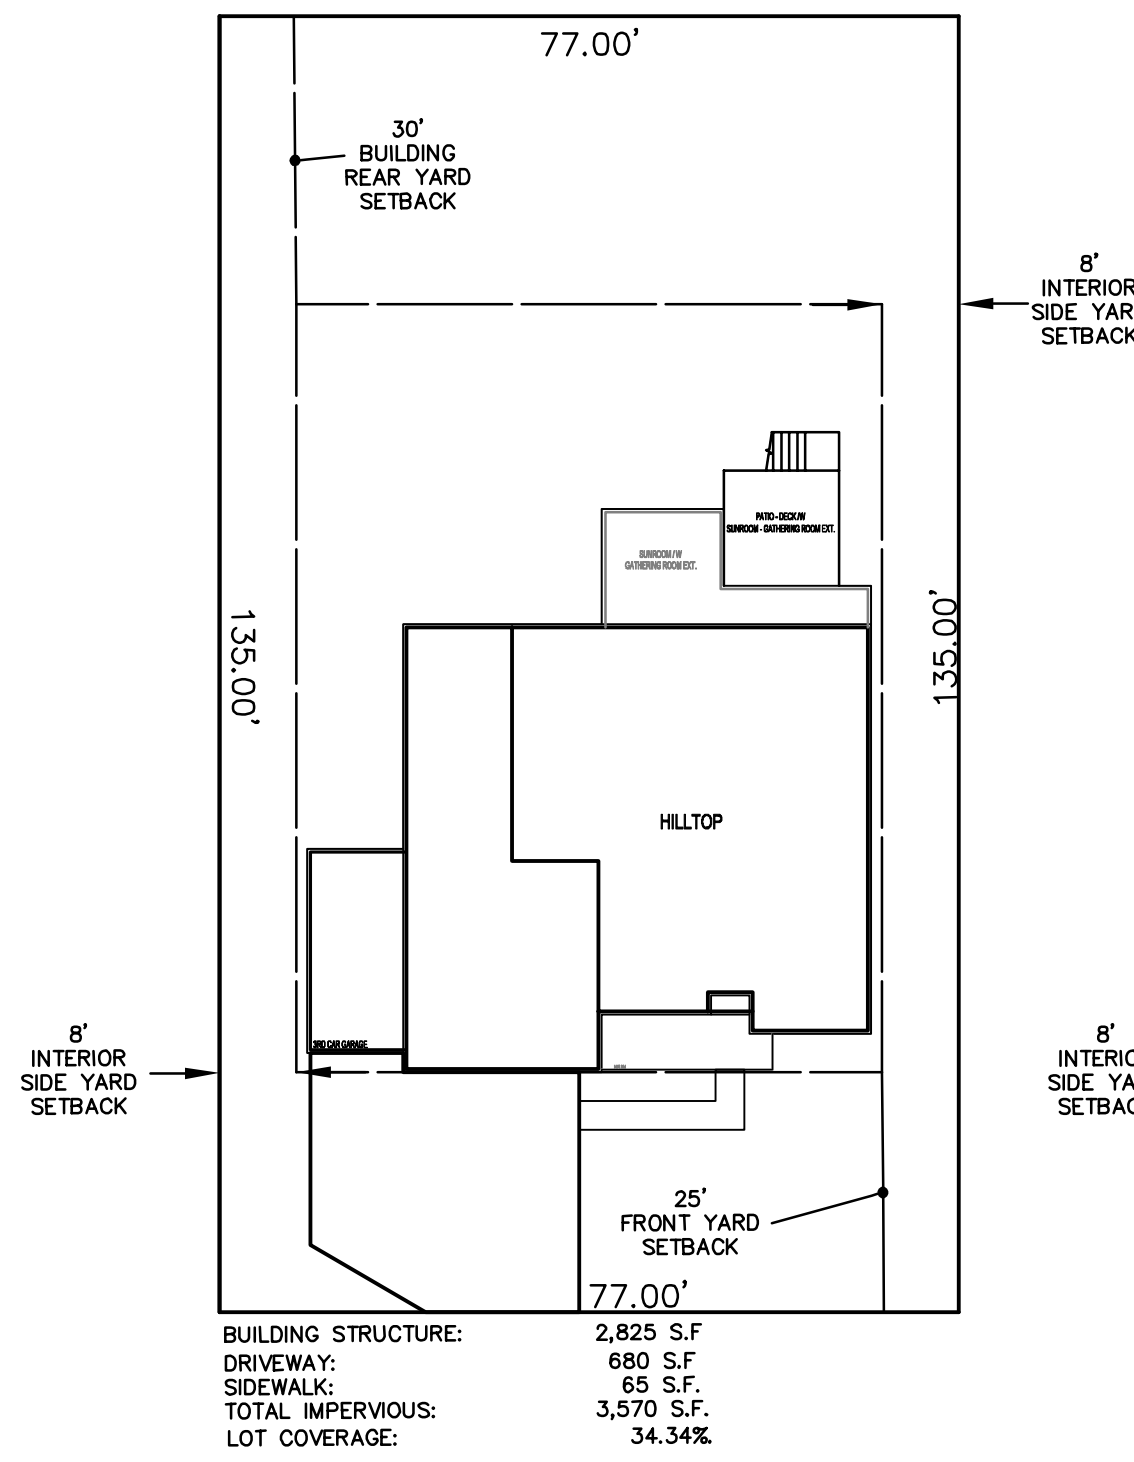 77.00'
30'
BUILDING
REAR YARD
SETBACK
8'
INTERIOR
SIDE YAR
SETBACK
PATIO - DECK /W
SUNROOM - GATHERING ROOM EXT.
SUNROOM / W
GATHERING ROOM EXT.
135.00'
135.00'
HILLTOP
3RD CAR GARAGE
8'
INTERIOR
SIDE YARD
SETBACK
8'
INTERIO
SIDE YA
SETBAC
25'
FRONT YARD
SETBACK
77.00'
BUILDING STRUCTURE: 2,825 S.F
DRIVEWAY: 680 S.F
SIDEWALK: 65 S.F.
TOTAL IMPERVIOUS: 3,570 S.F.
LOT COVERAGE: 34.34%.